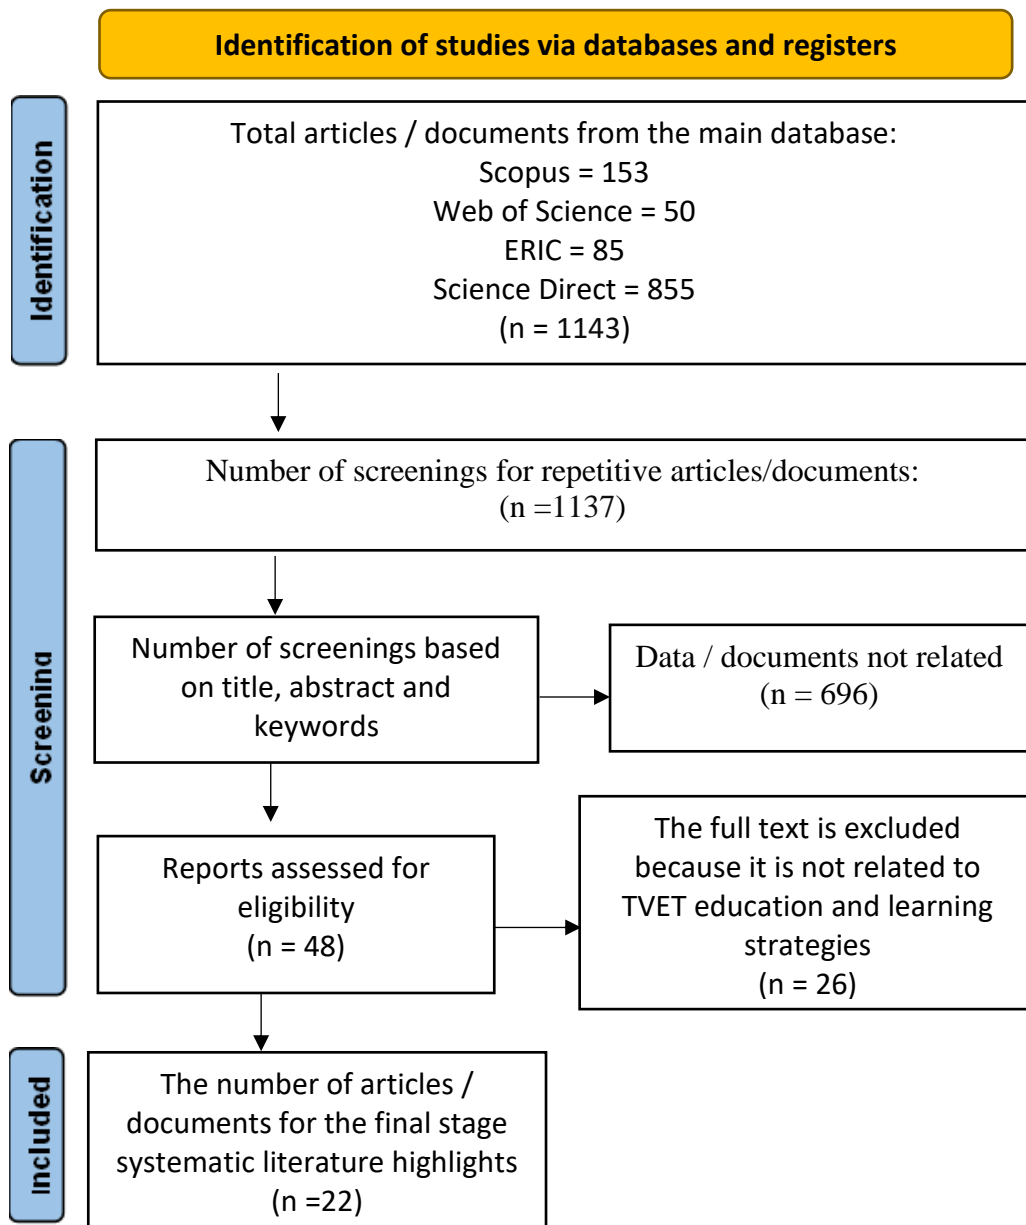 Identification of studies via databases and registers
Identification
Total articles / documents from the main database:
Scopus = 153
Web of Science = 50
ERIC = 85
Science Direct = 855
(n = 1143)
Screening
Number of screenings for repetitive articles/documents:
(n =1137)
Number of screenings based
on title, abstract and
keywords
Data / documents not related
(n = 696)
Reports assessed for
eligibility
(n = 48)
The full text is excluded
because it is not related to
TVET education and learning
strategies
(n = 26)
Included
The number of articles /
documents for the final stage
systematic literature highlights
(n =22)